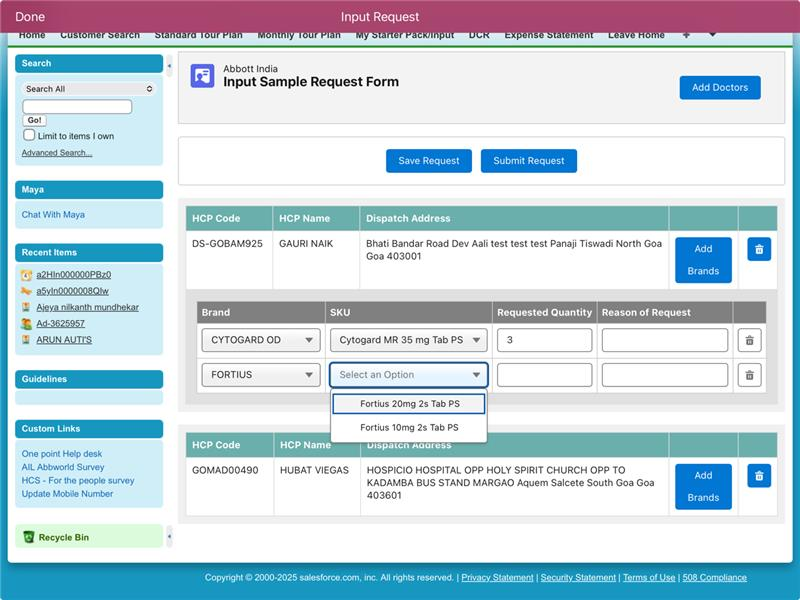 Done
Input Request
Home Customer Search Standard Tour Plan Monthly Tour Plan My Starter Pack/Input DCR Expense Statement Leave Home +
Search
Search All
Go!
Limit to items I own
Advanced Search...
Maya
Chat With Maya
Recent Items
a2HIn000000PBz0
a5yIn0000008QIw
Ajeya nilkanth mundhekar
Ad-3625957
ARUN AUTI'S
Guidelines
Custom Links
One point Help desk
AIL Abbworld Survey
HCS - For the people survey
Update Mobile Number
Recycle Bin
Abbott India
Input Sample Request Form
Add Doctors
Save Request
Submit Request
HCP Code HCP Name Dispatch Address
DS-GOBAM925 GAURI NAIK Bhati Bandar Road Dev Aali test test test Panaji Tiswadi North Goa
Goa 403001
Add
Brands
Brand SKU Requested Quantity Reason of Request
CYTOGARD OD Cytogard MR 35 mg Tab PS 3
FORTIUS Select an Option
Fortius 20mg 2s Tab PS
Fortius 10mg 2s Tab PS
HCP Code HCP Name Dispatch Address
GOMAD00490 HUBAT VIEGAS HOSPICIO HOSPITAL OPP HOLY SPIRIT CHURCH OPP TO
KADAMBA BUS STAND MARGAO Aquem Salcete South Goa Goa
403601
Add
Brands
Copyright © 2000-2025 salesforce.com, inc. All rights reserved. | Privacy Statement | Security Statement | Terms of Use | 508 Compliance